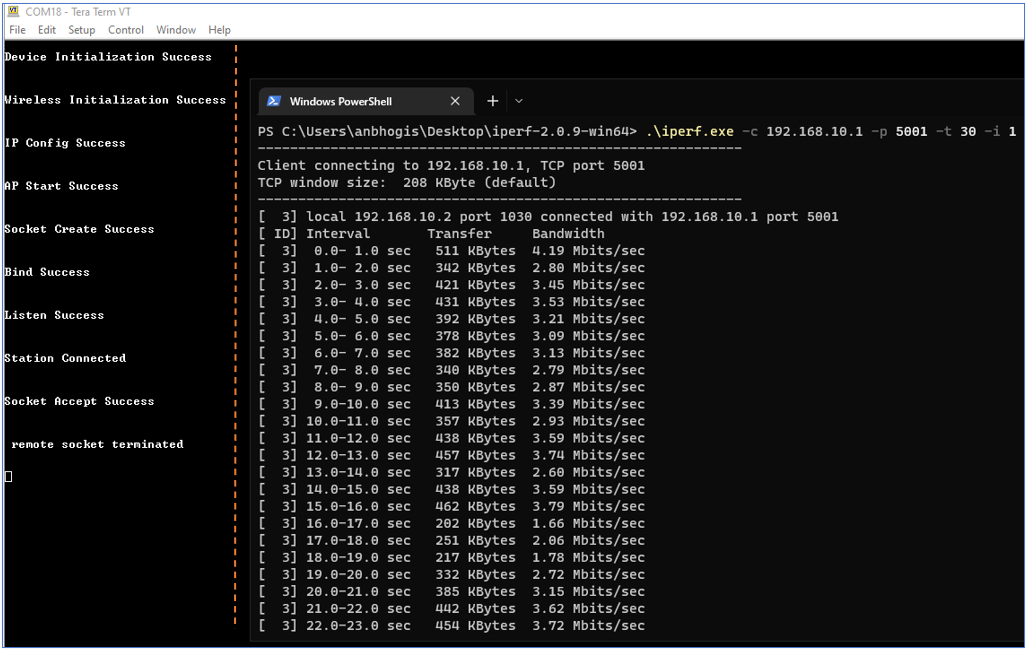 COM18 - Tera Term VT
File Edit Setup Control Window Help
Device Initialization Success
Wireless Initialization Success
IP Config Success
AP Start Success
Socket Create Success
Bind Success
Listen Success
Station Connected
Socket Accept Success
remote socket terminated
Windows PowerShell
PS C:\Users\anbhogis\Desktop\iperf-2.0.9-win64> .\iperf.exe -c 192.168.10.1 -p 5001 -t 30 -i 1
------------------------------------------------------------
Client connecting to 192.168.10.1, TCP port 5001
TCP window size:  208 KByte (default)
------------------------------------------------------------
[  3] local 192.168.10.2 port 1030 connected with 192.168.10.1 port 5001
[ ID] Interval       Transfer     Bandwidth
[  3]  0.0- 1.0 sec   511 KBytes  4.19 Mbits/sec
[  3]  1.0- 2.0 sec   342 KBytes  2.80 Mbits/sec
[  3]  2.0- 3.0 sec   421 KBytes  3.45 Mbits/sec
[  3]  3.0- 4.0 sec   431 KBytes  3.53 Mbits/sec
[  3]  4.0- 5.0 sec   392 KBytes  3.21 Mbits/sec
[  3]  5.0- 6.0 sec   378 KBytes  3.09 Mbits/sec
[  3]  6.0- 7.0 sec   382 KBytes  3.13 Mbits/sec
[  3]  7.0- 8.0 sec   340 KBytes  2.79 Mbits/sec
[  3]  8.0- 9.0 sec   350 KBytes  2.87 Mbits/sec
[  3]  9.0-10.0 sec   413 KBytes  3.39 Mbits/sec
[  3] 10.0-11.0 sec   357 KBytes  2.93 Mbits/sec
[  3] 11.0-12.0 sec   438 KBytes  3.59 Mbits/sec
[  3] 12.0-13.0 sec   457 KBytes  3.74 Mbits/sec
[  3] 13.0-14.0 sec   317 KBytes  2.60 Mbits/sec
[  3] 14.0-15.0 sec   438 KBytes  3.59 Mbits/sec
[  3] 15.0-16.0 sec   462 KBytes  3.79 Mbits/sec
[  3] 16.0-17.0 sec   202 KBytes  1.66 Mbits/sec
[  3] 17.0-18.0 sec   251 KBytes  2.06 Mbits/sec
[  3] 18.0-19.0 sec   217 KBytes  1.78 Mbits/sec
[  3] 19.0-20.0 sec   332 KBytes  2.72 Mbits/sec
[  3] 20.0-21.0 sec   385 KBytes  3.15 Mbits/sec
[  3] 21.0-22.0 sec   442 KBytes  3.62 Mbits/sec
[  3] 22.0-23.0 sec   454 KBytes  3.72 Mbits/sec